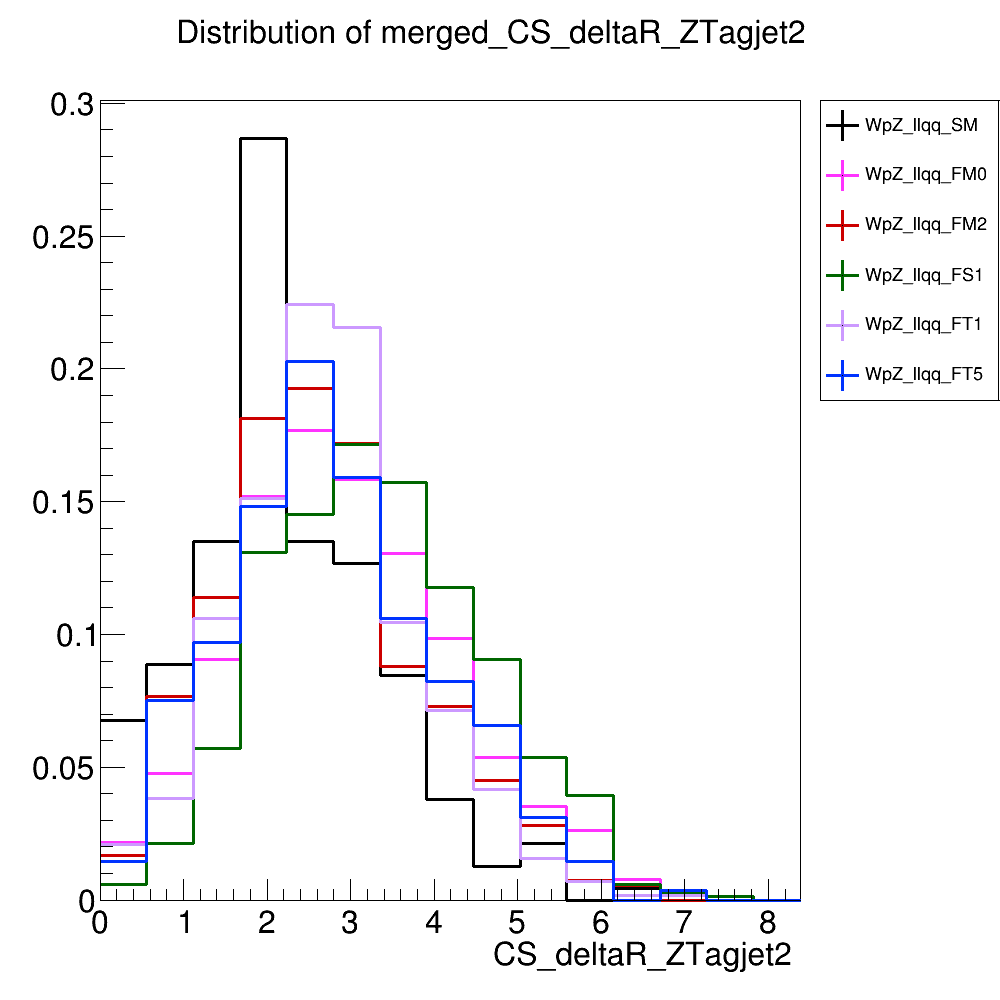 Distribution of merged_CS_deltaR_ZTagjet2
0.3
0.25
0.2
0.15
0.1
0.05
0
0 1 2 3 4 5 6 7 8
CS_deltaR_ZTagjet2
WpZ_llqq_SM
WpZ_llqq_FM0
WpZ_llqq_FM2
WpZ_llqq_FS1
WpZ_llqq_FT1
WpZ_llqq_FT5